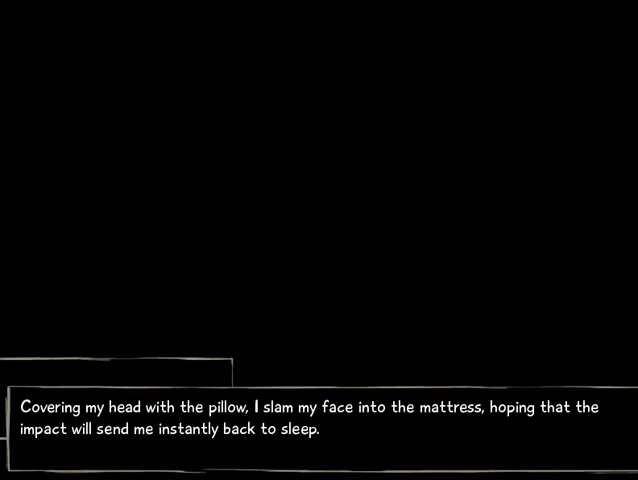 Covering my head with the pillow, I slam my face into the mattress, hoping that the
impact will send me instantly back to sleep.